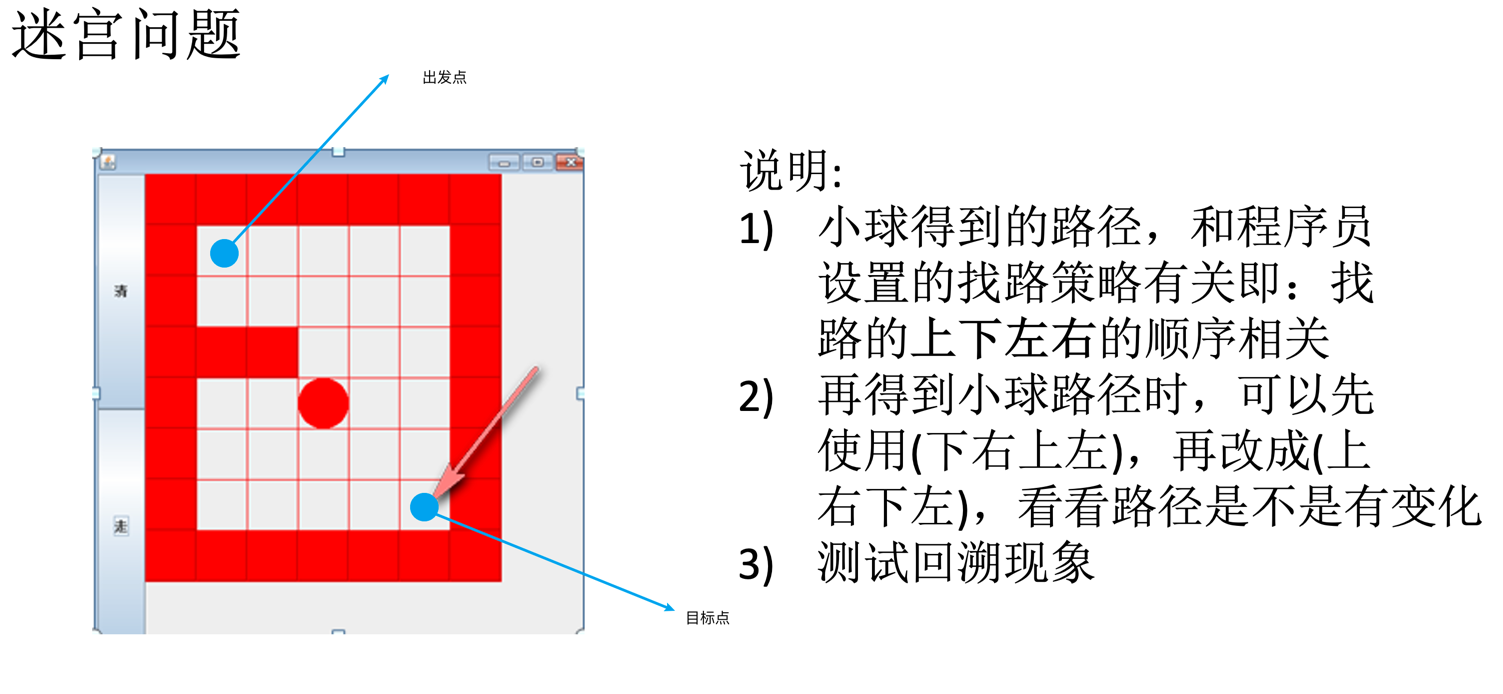 迷宫问题
出发点
清
走
目标点
说明:
1) 小球得到的路径，和程序员
设置的找路策略有关即：找
路的上下左右的顺序相关
2) 再得到小球路径时，可以先
使用(下右上左)，再改成(上
右下左)，看看路径是不是有变化
3) 测试回溯现象